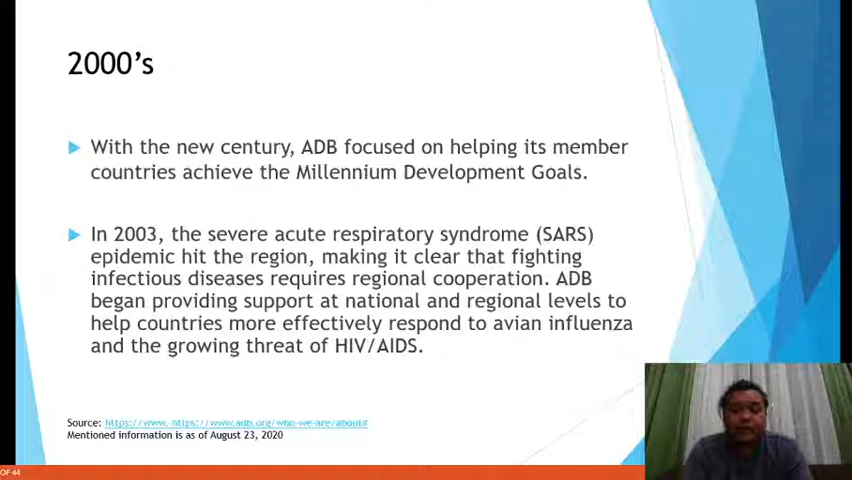 2000's
With the new century, ADB focused on helping its member
countries achieve the Millennium Development Goals.
In 2003, the severe acute respiratory syndrome (SARS)
epidemic hit the region, making it clear that fighting
infectious diseases requires regional cooperation. ADB
began providing support at national and regional levels to
help countries more effectively respond to avian influenza
and the growing threat of HIV/AIDS.
Source: https://www. https://www.adb.org/who-we-are/about#
Mentioned information is as of August 23, 2020
OF 44